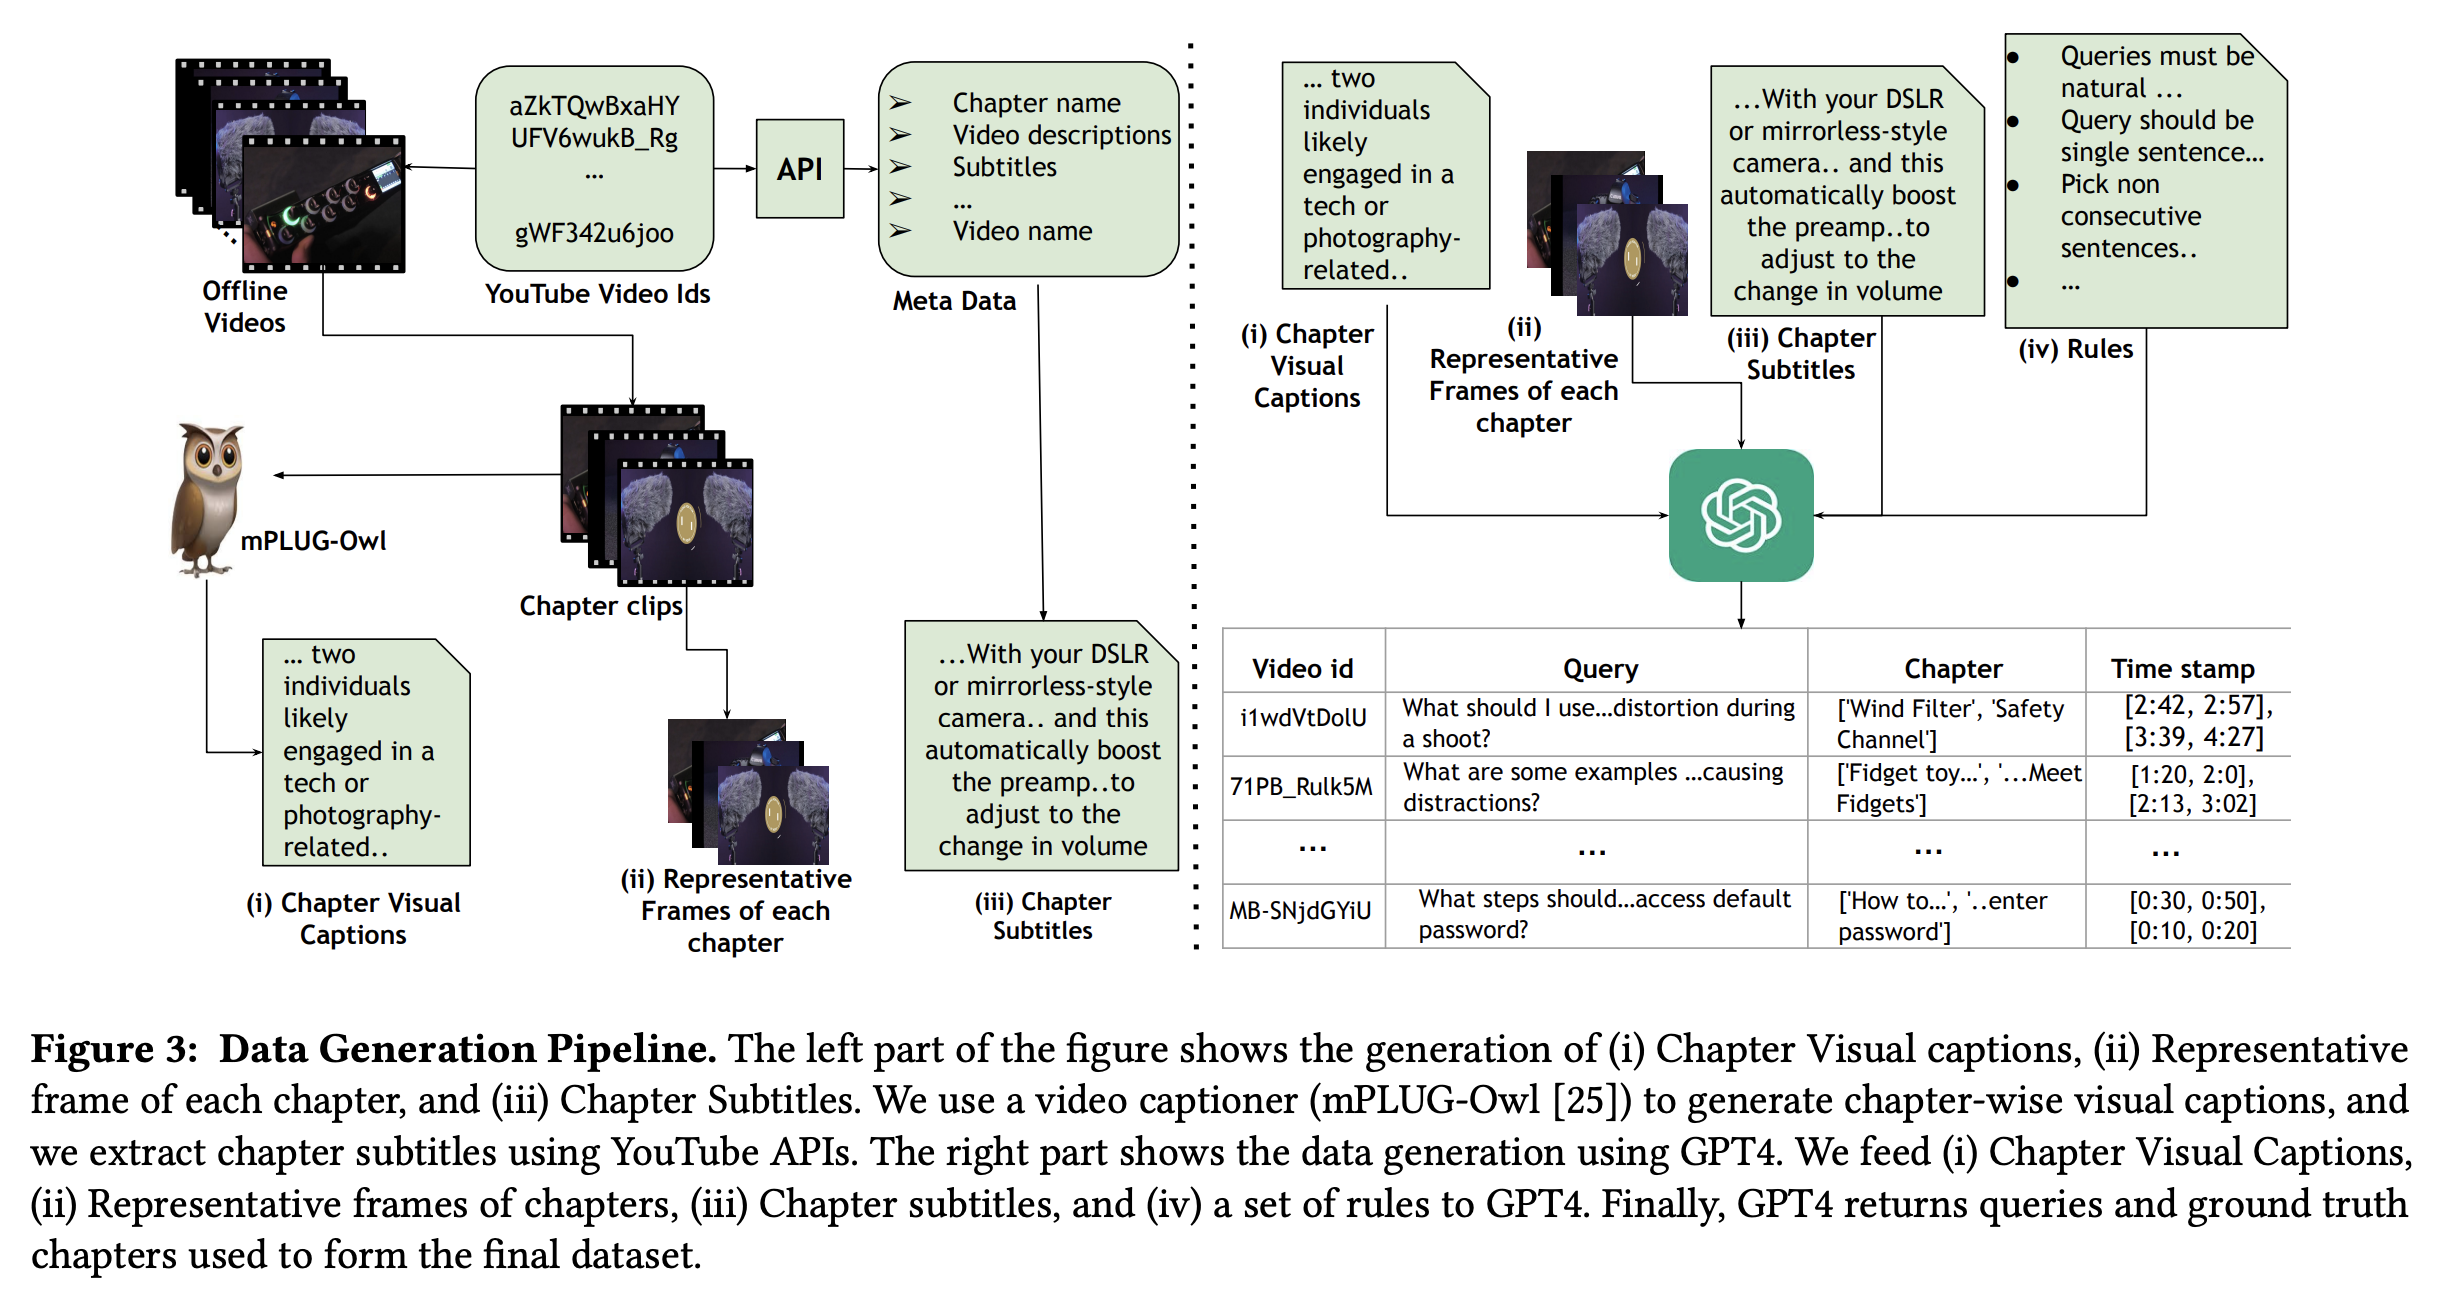 aZkTQwBxaHY
UFV6wukB_Rg
...
gWF342u6joo
YouTube Video Ids
Offline
Videos
API
➢ Chapter name
➢ Video descriptions
➢ Subtitles
➢ ...
➢ Video name
Meta Data
mPLUG-Owl
Chapter clips
... two
individuals
likely
engaged in a
tech or
photography-
related..
(i) Chapter Visual
Captions
(ii) Representative
Frames of each
chapter
...With your DSLR
or mirrorless-style
camera.. and this
automatically boost
the preamp..to
adjust to the
change in volume
(iii) Chapter
Subtitles
... two
individuals
likely
engaged in a
tech or
photography-
related..
(i) Chapter
Visual
Captions
(ii)
Representative
Frames of each
chapter
...With your DSLR
or mirrorless-style
camera.. and this
automatically boost
the preamp..to
adjust to the
change in volume
(iii) Chapter
Subtitles
● Queries must be
natural ...
● Query should be
single sentence...
● Pick non
consecutive
sentences..
● ...
(iv) Rules
Video id Query Chapter Time stamp
i1wdVtDolU What should I use...distortion during ['Wind Filter', 'Safety [2:42, 2:57],
a shoot? Channel'] [3:39, 4:27]
71PB_Rulk5M What are some examples ...causing ['Fidget toy...', '...Meet [1:20, 2:0],
distractions? Fidgets'] [2:13, 3:02]
... ... ... ...
MB-SNjdGYiU What steps should...access default ['How to...', '..enter [0:30, 0:50],
password? password'] [0:10, 0:20]
Figure 3: Data Generation Pipeline. The left part of the figure shows the generation of (i) Chapter Visual captions, (ii) Representative
frame of each chapter, and (iii) Chapter Subtitles. We use a video captioner (mPLUG-Owl [25]) to generate chapter-wise visual captions, and
we extract chapter subtitles using YouTube APIs. The right part shows the data generation using GPT4. We feed (i) Chapter Visual Captions,
(ii) Representative frames of chapters, (iii) Chapter subtitles, and (iv) a set of rules to GPT4. Finally, GPT4 returns queries and ground truth
chapters used to form the final dataset.